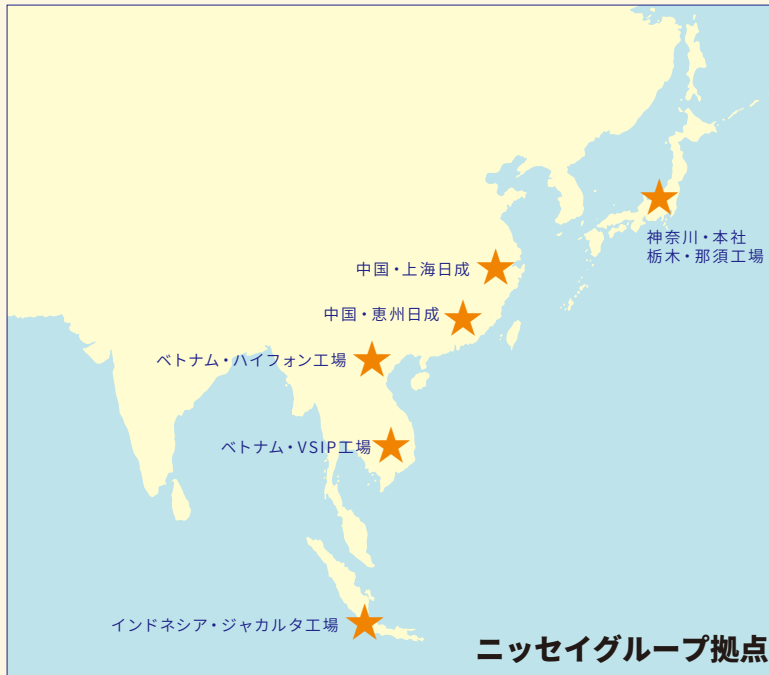 神奈川・本社
栃木・那須工場
中国・上海日成
中国・恵州日成
ベトナム・ハイフォン工場
ベトナム・VSIP工場
インドネシア・ジャカルタ工場
ニッセイグループ拠点